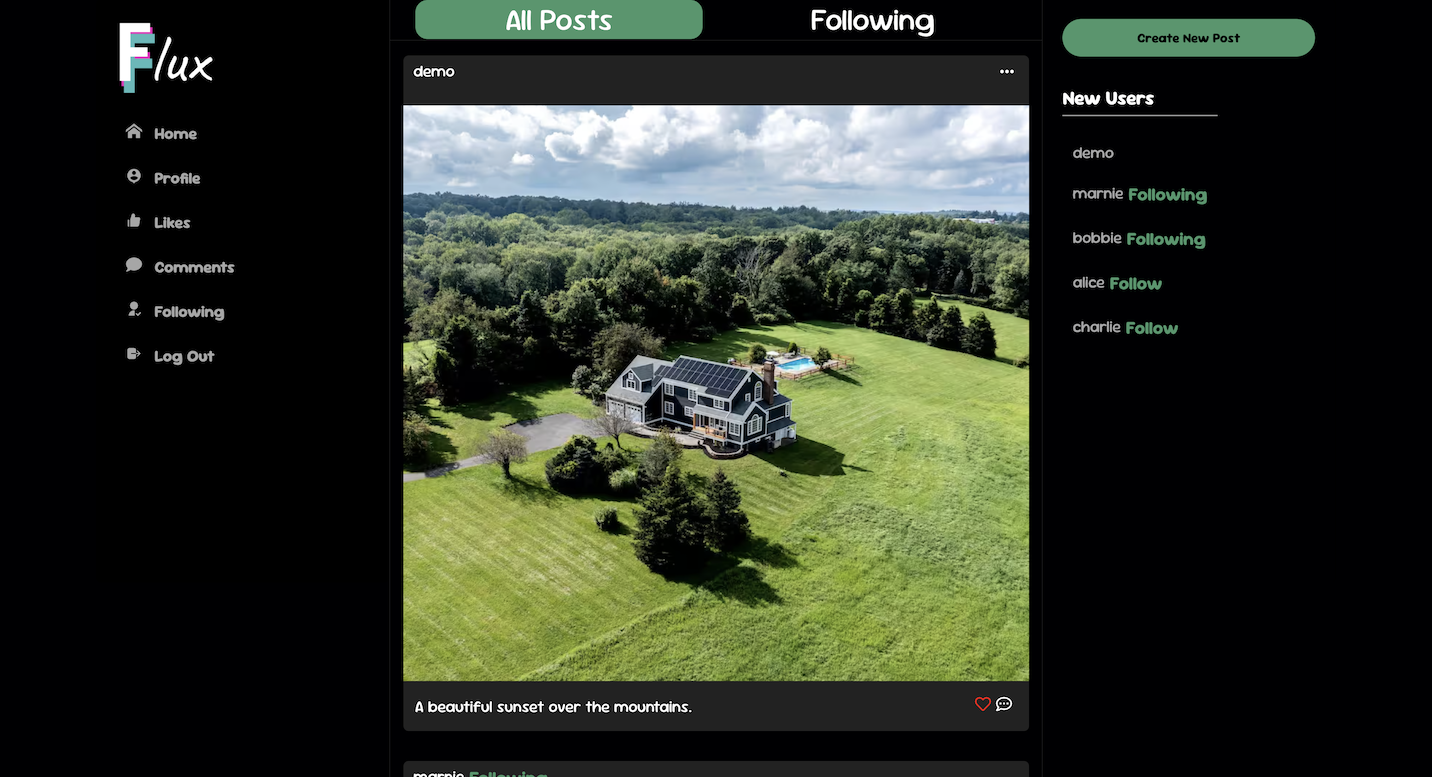 Flux
Home
Profile
Likes
Comments
Following
Log Out
All Posts
Following
demo
A beautiful sunset over the mountains.
marnie Following
Create New Post
New Users
demo
marnie Following
bobbie Following
alice Follow
charlie Follow